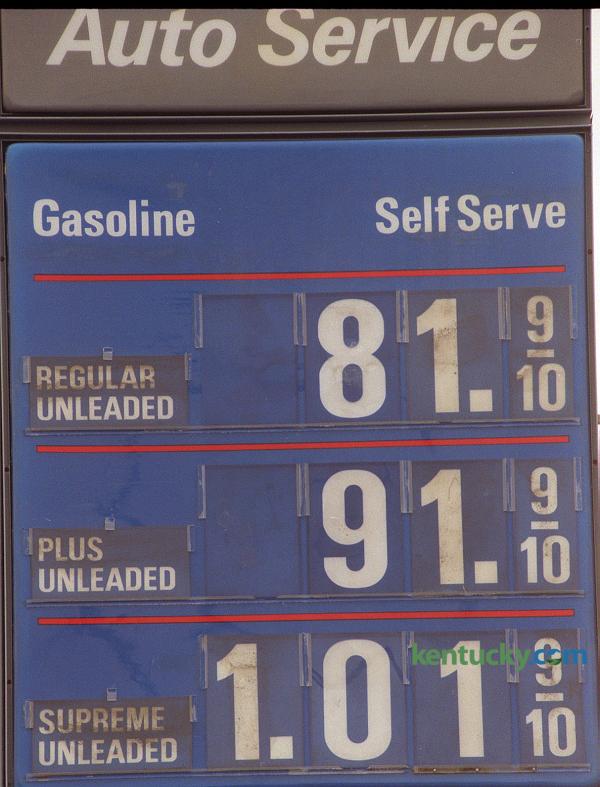 Auto Service
Gasoline Self Serve
REGULAR
UNLEADED 81. 9/10
PLUS
UNLEADED 91. 9/10
kentucky.com
SUPREME
UNLEADED 1.01 9/10